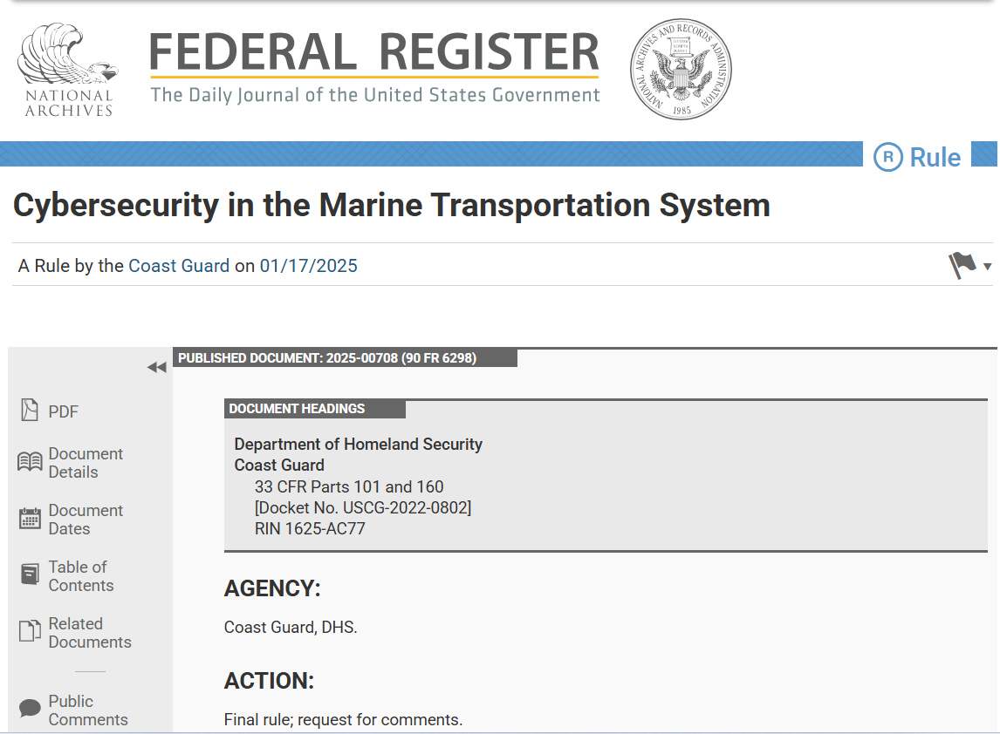 NATIONAL
ARCHIVES
FEDERAL REGISTER
The Daily Journal of the United States Government
NATIONAL ARCHIVES AND RECORDS ADMINISTRATION
LITTERA
SCRIPTA
MANET
1985
R Rule
Cybersecurity in the Marine Transportation System
A Rule by the Coast Guard on 01/17/2025
PUBLISHED DOCUMENT: 2025-00708 (90 FR 6298)
PDF
Document
Details
Document
Dates
Table of
Contents
Related
Documents
Public
Comments
DOCUMENT HEADINGS
Department of Homeland Security
Coast Guard
33 CFR Parts 101 and 160
[Docket No. USCG-2022-0802]
RIN 1625-AC77
AGENCY:
Coast Guard, DHS.
ACTION:
Final rule; request for comments.